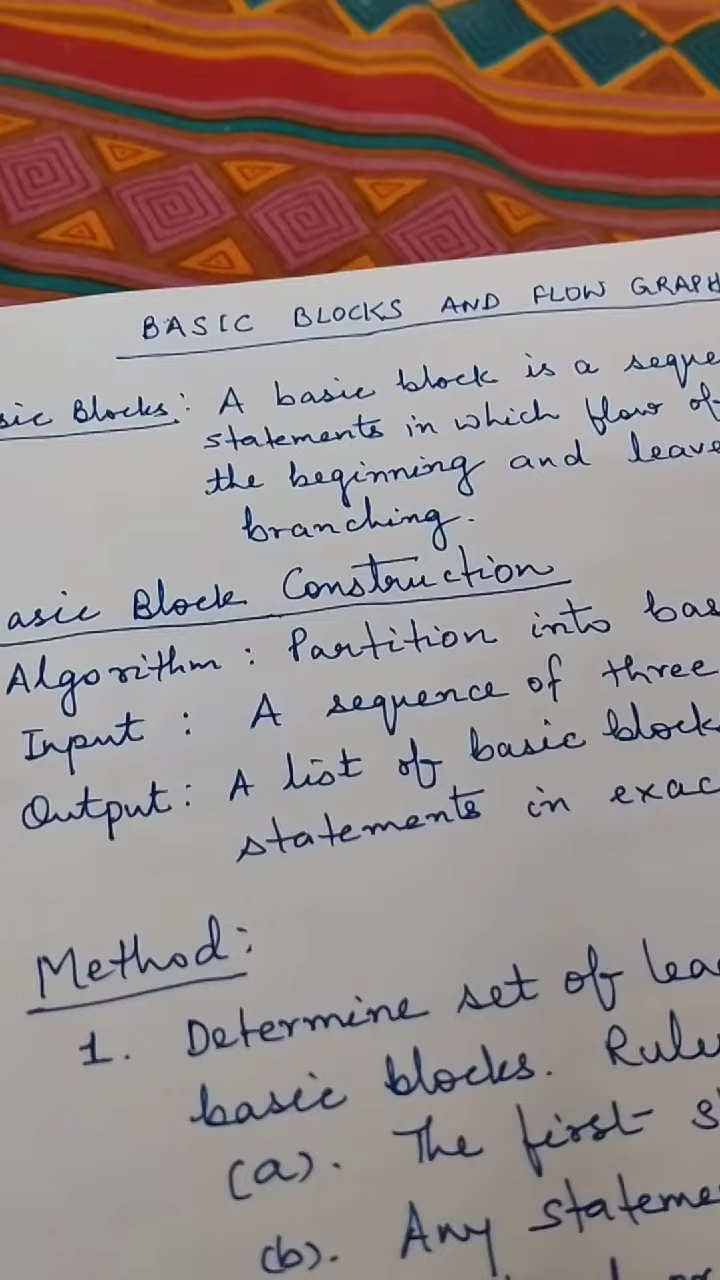 BASIC BLOCKS AND FLOW GRAPH
sic Blocks: A basic block is a seque
statements in which flow of
the beginning and leave
branching.
asic Block Construction
Algorithm: Partition into bas
Input : A sequence of three
Output: A list of basic block
statements in exac
Method:
1. Determine set of lea
basic blocks. Rule
(a). The first s
(b). Any stateme